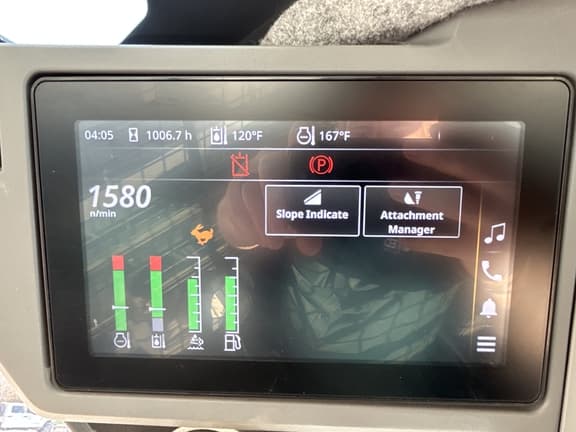 04:05 1006.7 h 120°F 167°F
P
1580
n/min
Slope Indicate
Attachment
Manager